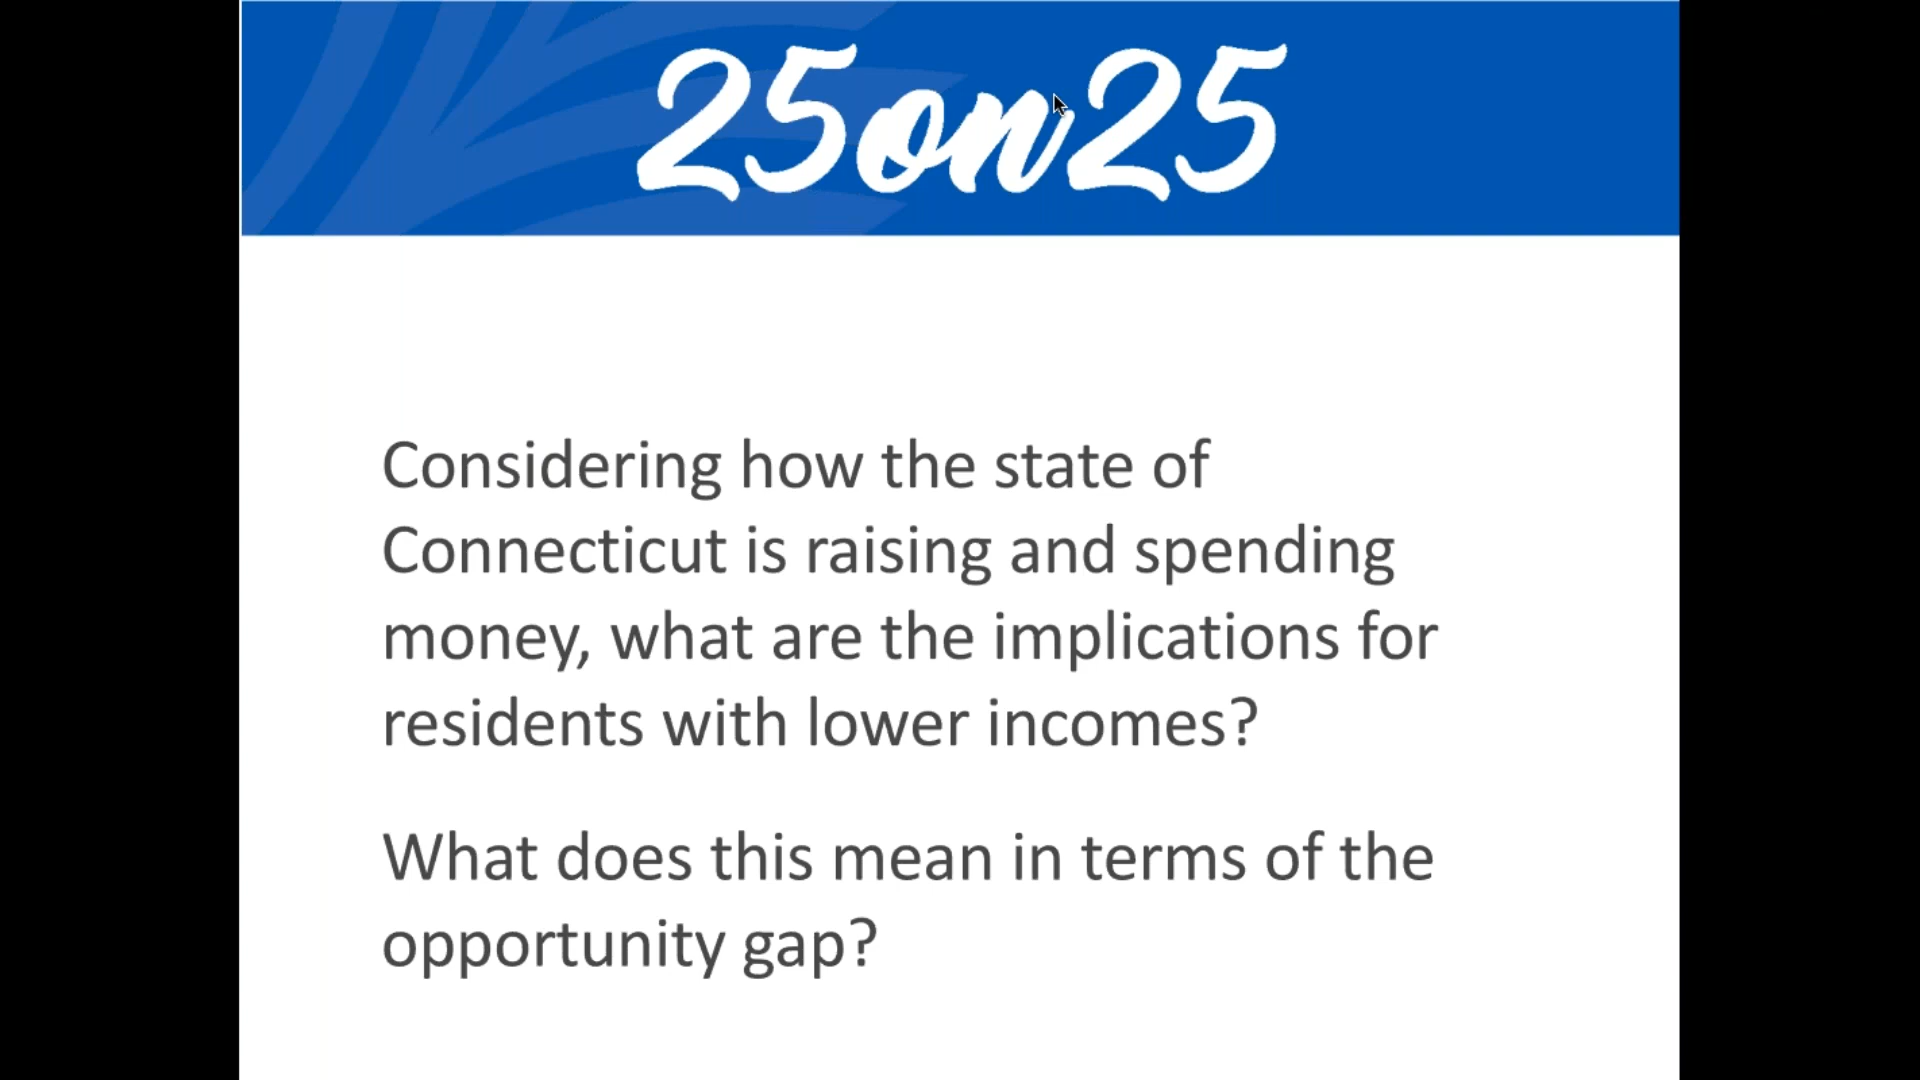 25on25
Considering how the state of
Connecticut is raising and spending
money, what are the implications for
residents with lower incomes?
What does this mean in terms of the
opportunity gap?